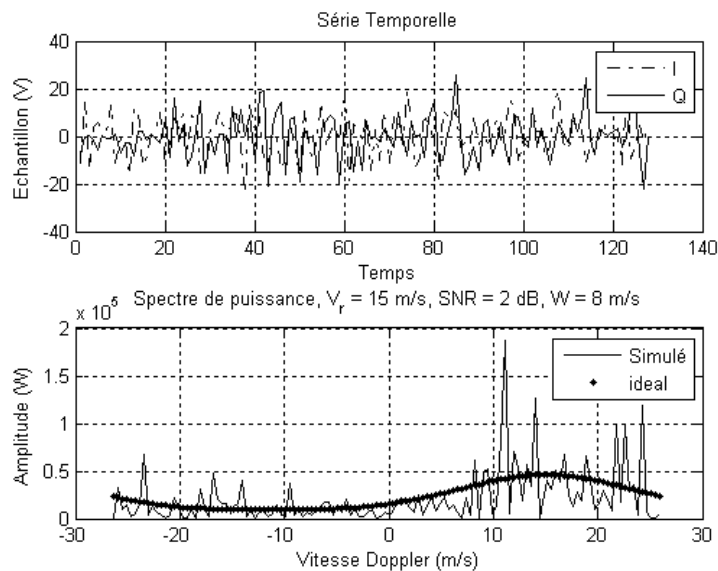 Série Temporelle
40
20
0
-20
-40
Echantillon (V)
I
Q
0 20 40 60 80 100 120 140
Temps
x 10^5 Spectre de puissance, V_r = 15 m/s, SNR = 2 dB, W = 8 m/s
2
1.5
1
0.5
0
Amplitude (W)
Simulé
ideal
-30 -20 -10 0 10 20 30
Vitesse Doppler (m/s)